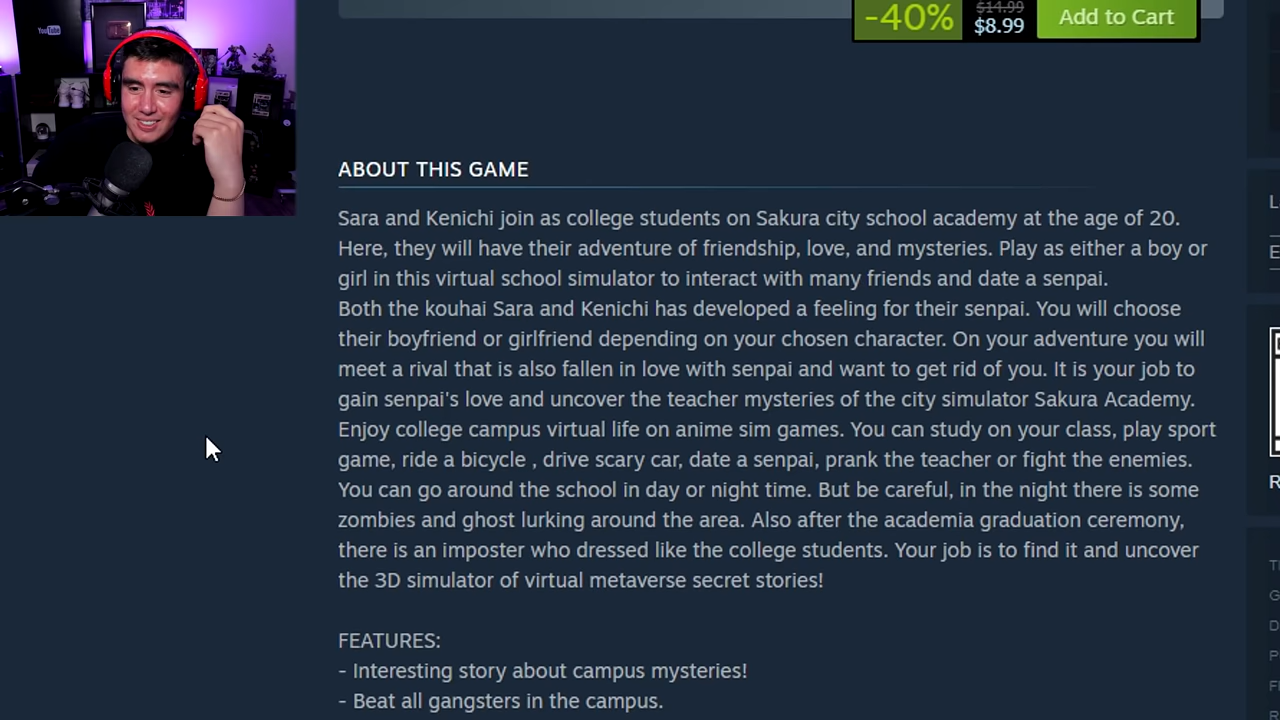 YouTube
-40%
$14.99
$8.99
Add to Cart
ABOUT THIS GAME
Sara and Kenichi join as college students on Sakura city school academy at the age of 20.
Here, they will have their adventure of friendship, love, and mysteries. Play as either a boy or
girl in this virtual school simulator to interact with many friends and date a senpai.
Both the kouhai Sara and Kenichi has developed a feeling for their senpai. You will choose
their boyfriend or girlfriend depending on your chosen character. On your adventure you will
meet a rival that is also fallen in love with senpai and want to get rid of you. It is your job to
gain senpai's love and uncover the teacher mysteries of the city simulator Sakura Academy.
Enjoy college campus virtual life on anime sim games. You can study on your class, play sport
game, ride a bicycle , drive scary car, date a senpai, prank the teacher or fight the enemies.
You can go around the school in day or night time. But be careful, in the night there is some
zombies and ghost lurking around the area. Also after the academia graduation ceremony,
there is an imposter who dressed like the college students. Your job is to find it and uncover
the 3D simulator of virtual metaverse secret stories!
FEATURES:
- Interesting story about campus mysteries!
- Beat all gangsters in the campus.